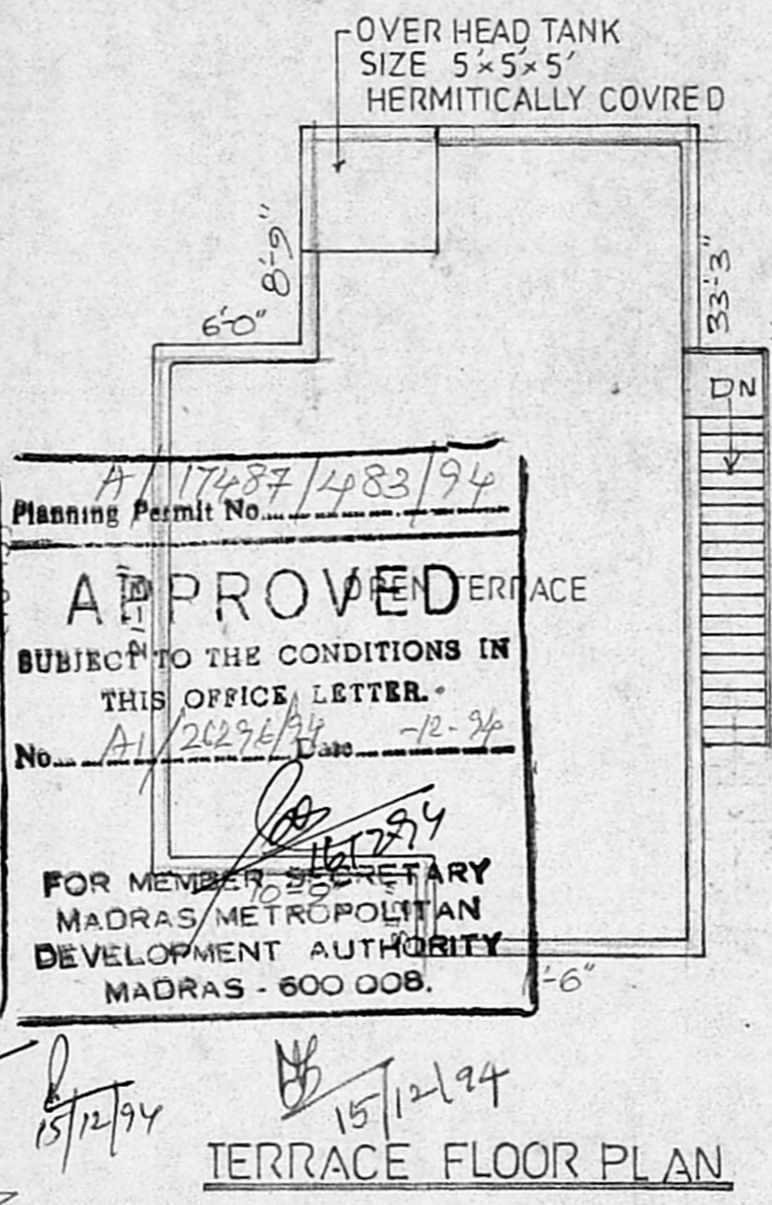 OVER HEAD TANK
SIZE 5'×5'×5'
HERMITICALLY COVRED
8'-9"
6'-0"
33'-3"
DN
A/17487/483/94
Planning Permit No.
APPROVED
OPEN TERRACE
SUBJECT TO THE CONDITIONS IN
THIS OFFICE LETTER.
No. A1/26296/94 Date -12-94
16/12/94
FOR MEMBER SECRETARY
MADRAS METROPOLITAN
DEVELOPMENT AUTHORITY
MADRAS - 600 008.
-6"
15/12/94
15/12/94
TERRACE FLOOR PLAN